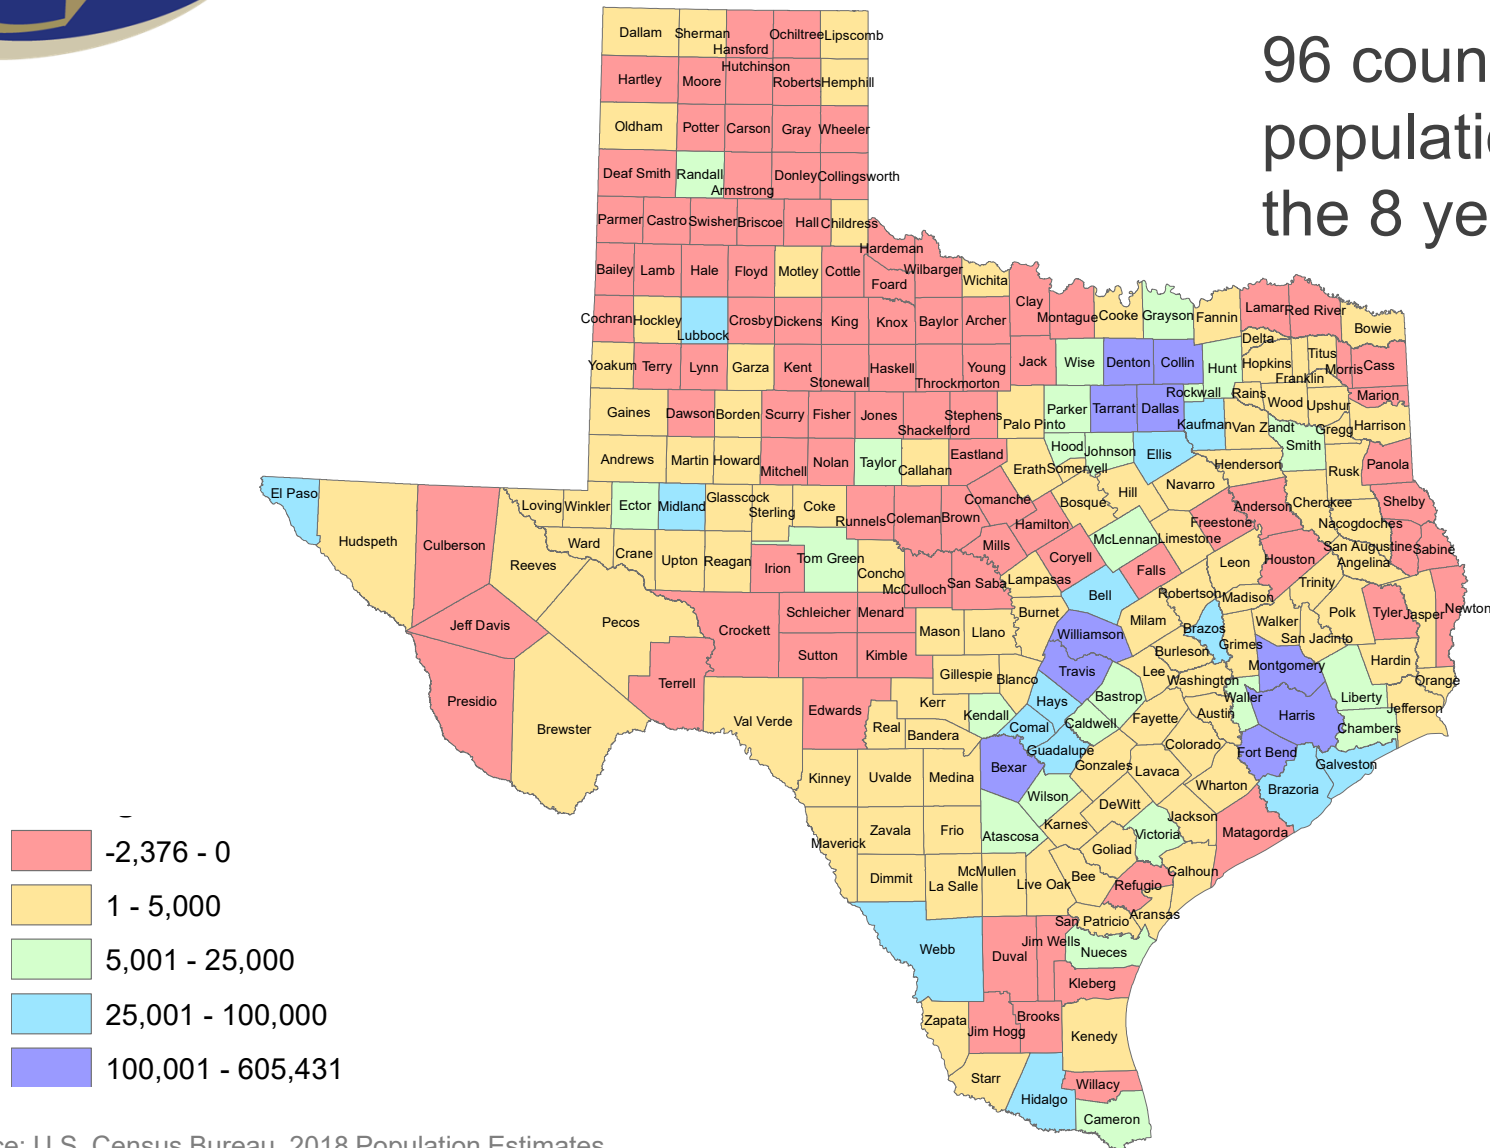 96 coun
populati
the 8 ye
Dallam Sherman Hansford Ochiltree Lipscomb
Hartley Moore Hutchinson Roberts Hemphill
Oldham Potter Carson Gray Wheeler
Deaf Smith Randall Armstrong Donley Collingsworth
Parmer Castro Swisher Briscoe Hall Childress
Hardeman
Bailey Lamb Hale Floyd Motley Cottle Foard Wilbarger Wichita
Clay Montague Cooke Grayson Fannin Lamar Red River Bowie
Cochran Hockley Lubbock Crosby Dickens King Knox Baylor Archer
Delta Titus
Yoakum Terry Lynn Garza Kent Stonewall Haskell Throckmorton Young Jack Wise Denton Collin Hunt Hopkins Franklin Morris Cass
Rockwall Rains Wood Upshur Marion
Gaines Dawson Borden Scurry Fisher Jones Shackelford Stephens Palo Pinto Parker Tarrant Dallas Kaufman Van Zandt Gregg Harrison
Andrews Martin Howard Mitchell Nolan Taylor Callahan Eastland Erath Somervell Hood Johnson Ellis Henderson Smith Rusk Panola
El Paso Hudspeth Culberson Loving Winkler Ector Midland Glasscock Sterling Coke Runnels Coleman Brown Comanche Hamilton Bosque Hill Navarro Freestone Anderson Cherokee Nacogdoches Shelby
Reeves Ward Crane Upton Reagan Irion Tom Green Concho McCulloch San Saba Mills Lampasas Coryell McLennan Limestone Falls Leon Houston Trinity Angelina San Augustine Sabine
Jeff Davis Pecos Crockett Schleicher Menard Mason Llano Burnet Bell Milam Robertson Madison Brazos Walker Grimes San Jacinto Polk Tyler Jasper Newton
Presidio Brewster Terrell Sutton Kimble Gillespie Blanco Williamson Travis Burleson Lee Washington Montgomery Liberty Hardin Orange
Val Verde Edwards Real Kerr Bandera Kendall Hays Comal Caldwell Bastrop Fayette Austin Waller Harris Chambers Jefferson
Kinney Uvalde Medina Bexar Guadalupe Gonzales Lavaca Colorado Wharton Fort Bend Brazoria Galveston
Maverick Zavala Frio Atascosa Wilson Karnes DeWitt Victoria Jackson Matagorda
Dimmit La Salle McMullen Live Oak Bee Goliad Refugio Calhoun Aransas
Webb Duval Jim Wells San Patricio Nueces Kleberg
Zapata Jim Hogg Brooks Kenedy
Starr Hidalgo Willacy Cameron
-2,376 - 0
1 - 5,000
5,001 - 25,000
25,001 - 100,000
100,001 - 605,431
ce: U.S. Census Bureau, 2018 Population Estimates